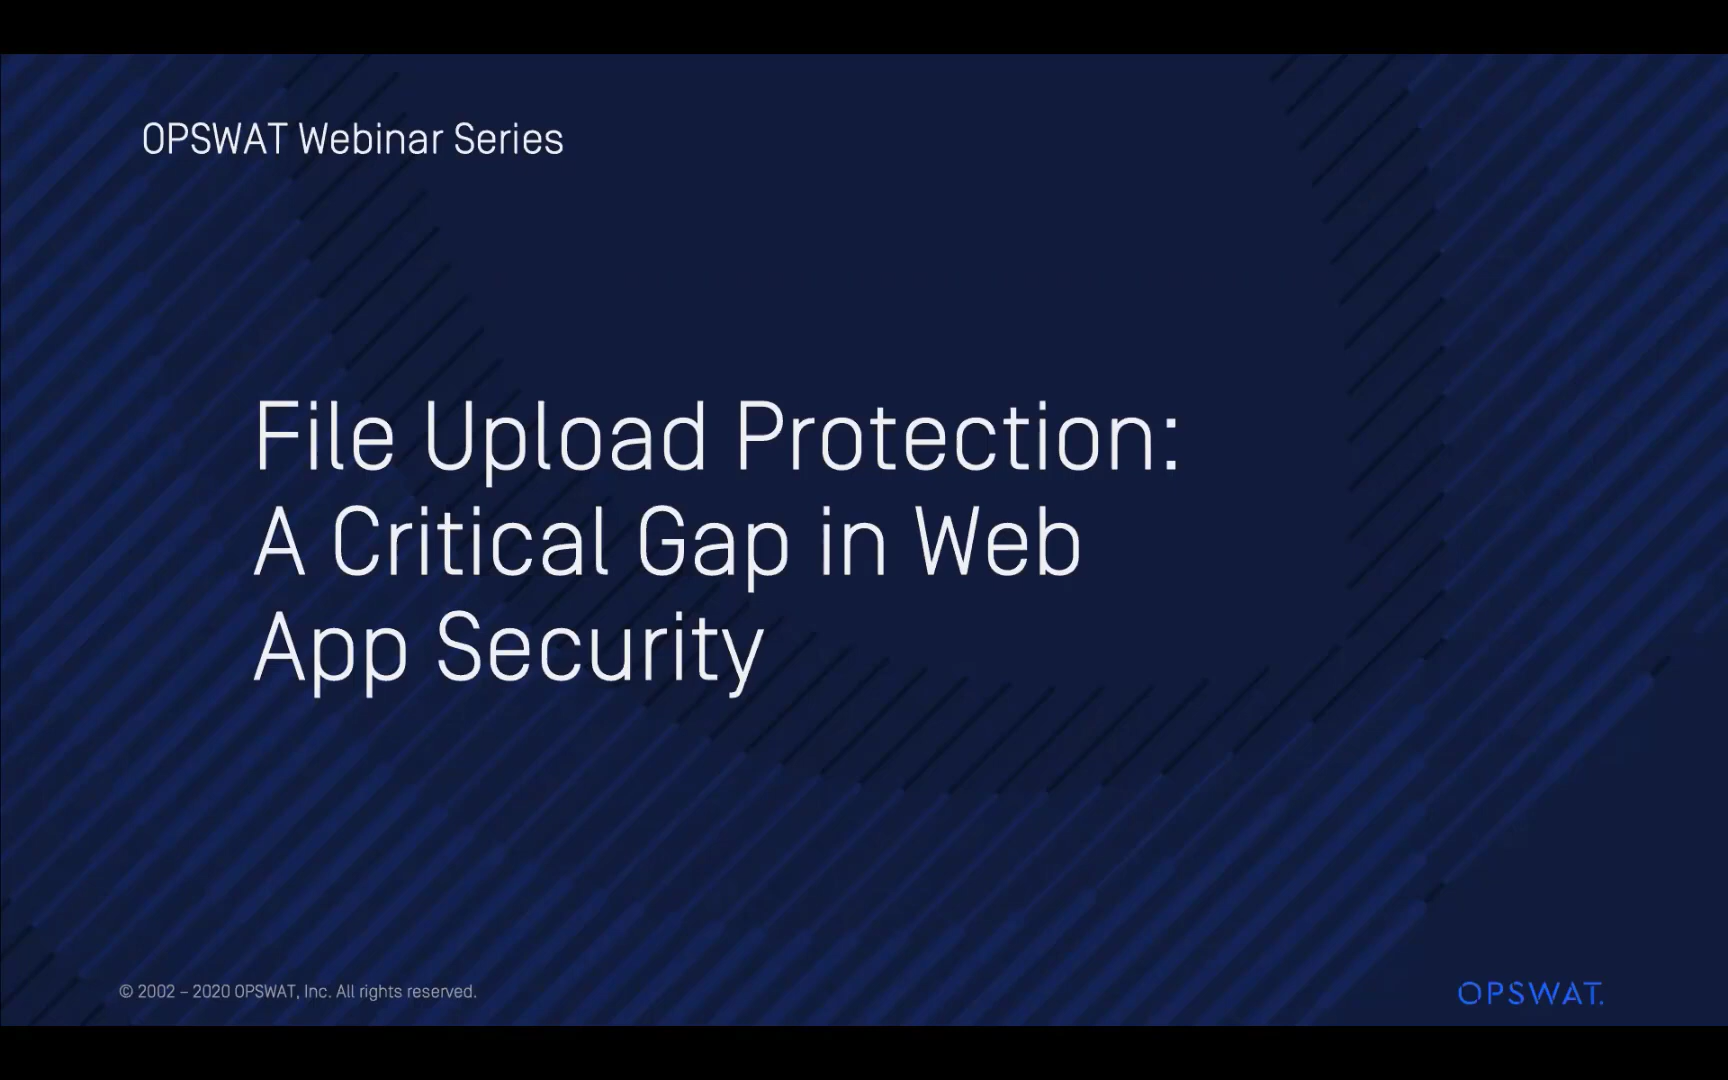 OPSWAT Webinar Series
File Upload Protection:
A Critical Gap in Web
App Security
© 2002 – 2020 OPSWAT, Inc. All rights reserved.
OPSWAT.